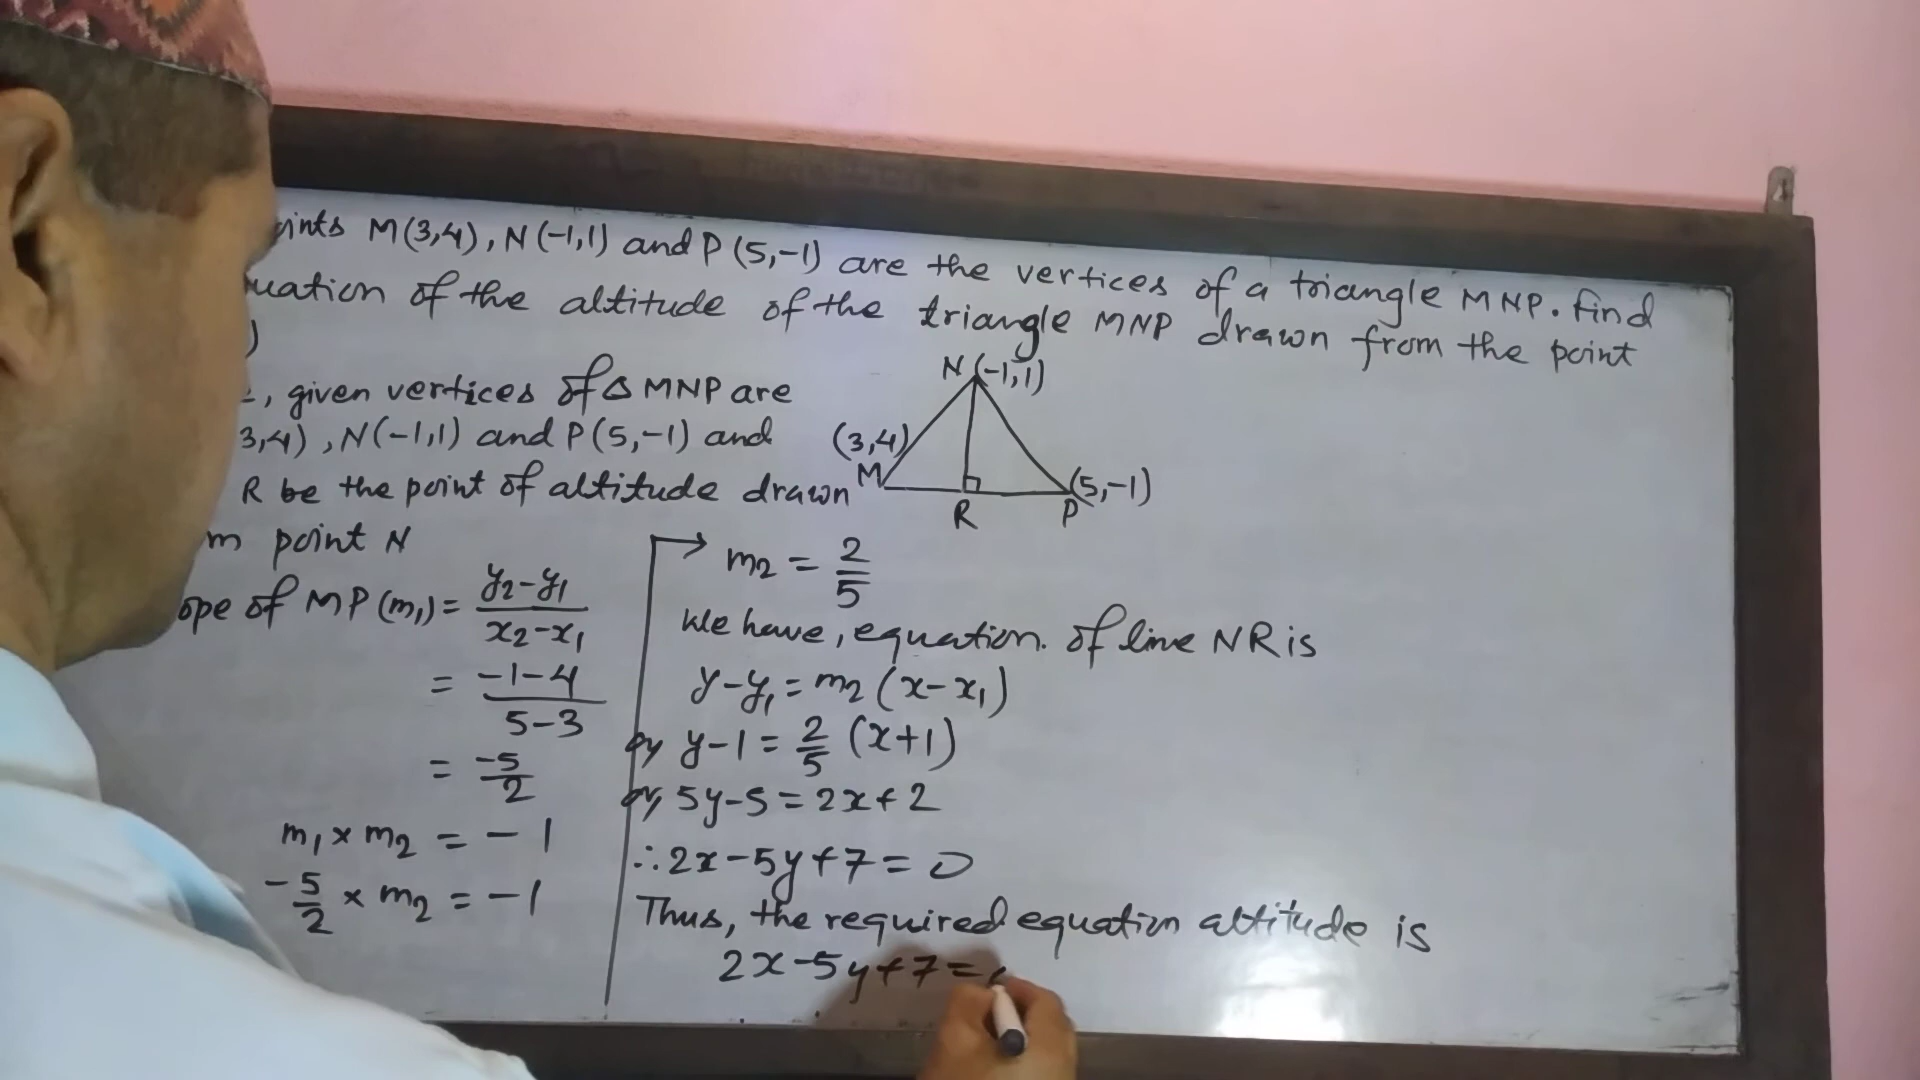 M(3,4), N(-1,1) and P(5,-1) are the vertices of a triangle MNP. find
of the altitude of the triangle MNP drawn from the point
)
, given vertices of Δ MNP are
3,4), N(-1,1) and P(5,-1) and
R be the point of altitude drawn
point N
of MP (m₁) = y₂-y₁/x₂-x₁
= -1-4/5-3
= -5/2
m₁ × m₂ = -1
-5/2 × m₂ = -1
N(-1,1)
(3,4)
M
R
P
(5,-1)
→ m₂ = 2/5
We have, equation. of line NR is
y-y₁ = m₂ (x-x₁)
or, y-1 = 2/5 (x+1)
or, 5y-5 = 2x+2
∴ 2x-5y+7=0
Thus, the required equation altitude is
2x-5y+7=